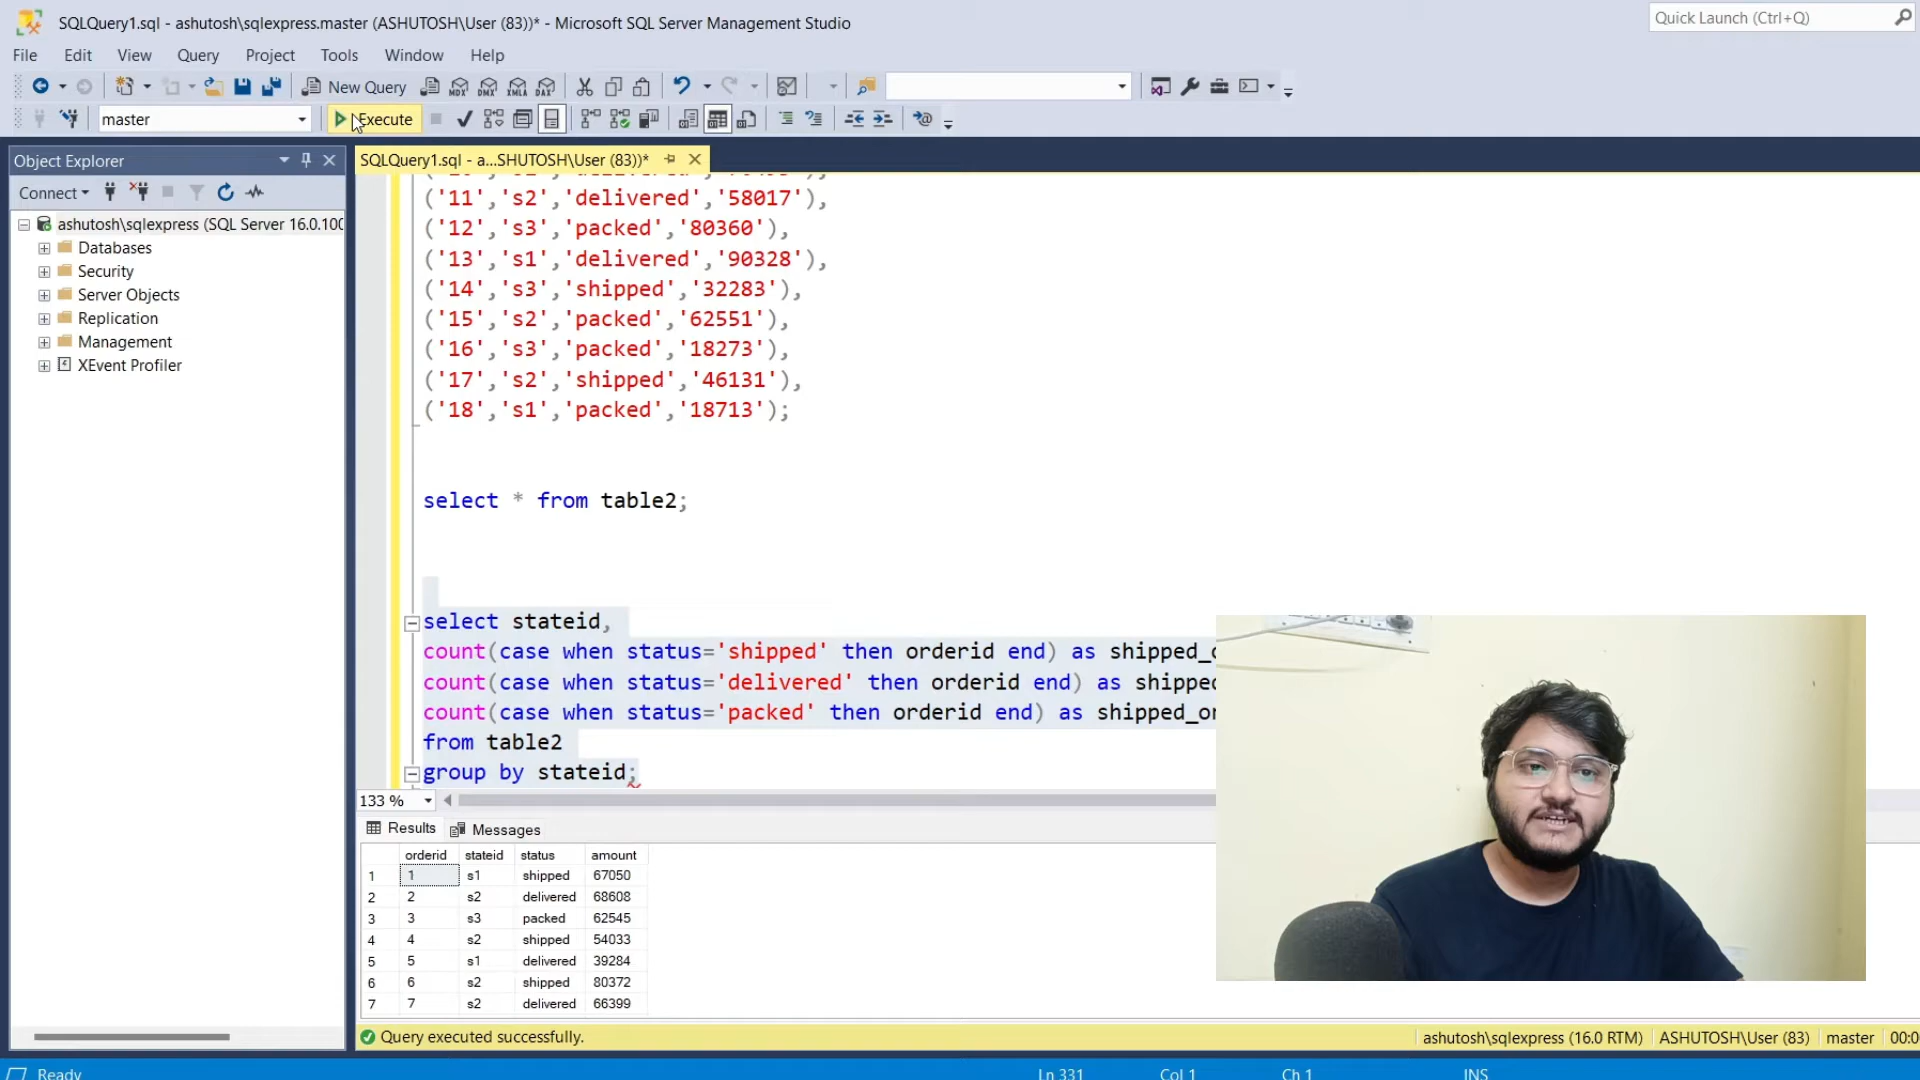 SQLQuery1.sql - ashutosh\sqlexpress.master (ASHUTOSH\User (83))* - Microsoft SQL Server Management Studio
Quick Launch (Ctrl+Q)
File Edit View Query Project Tools Window Help
New Query
MDX DMX XMLA DAX
master
Execute
Object Explorer
SQLQuery1.sql - a...SHUTOSH\User (83))*
Connect
ashutosh\sqlexpress (SQL Server 16.0.100
Databases
Security
Server Objects
Replication
Management
XEvent Profiler
('11','s2','delivered','58017'),
('12','s3','packed','80360'),
('13','s1','delivered','90328'),
('14','s3','shipped','32283'),
('15','s2','packed','62551'),
('16','s3','packed','18273'),
('17','s2','shipped','46131'),
('18','s1','packed','18713');
select * from table2;
select stateid,
count(case when status='shipped' then orderid end) as shipped_o
count(case when status='delivered' then orderid end) as shipped
count(case when status='packed' then orderid end) as shipped_or
from table2
group by stateid;
133 %
Results Messages
orderid stateid status amount
1 1 s1 shipped 67050
2 2 s2 delivered 68608
3 3 s3 packed 62545
4 4 s2 shipped 54033
5 5 s1 delivered 39284
6 6 s2 shipped 80372
7 7 s2 delivered 66399
Query executed successfully.
ashutosh\sqlexpress (16.0 RTM) ASHUTOSH\User (83) master 00:0
Ready
Ln 331 Col 1 Ch 1 INS